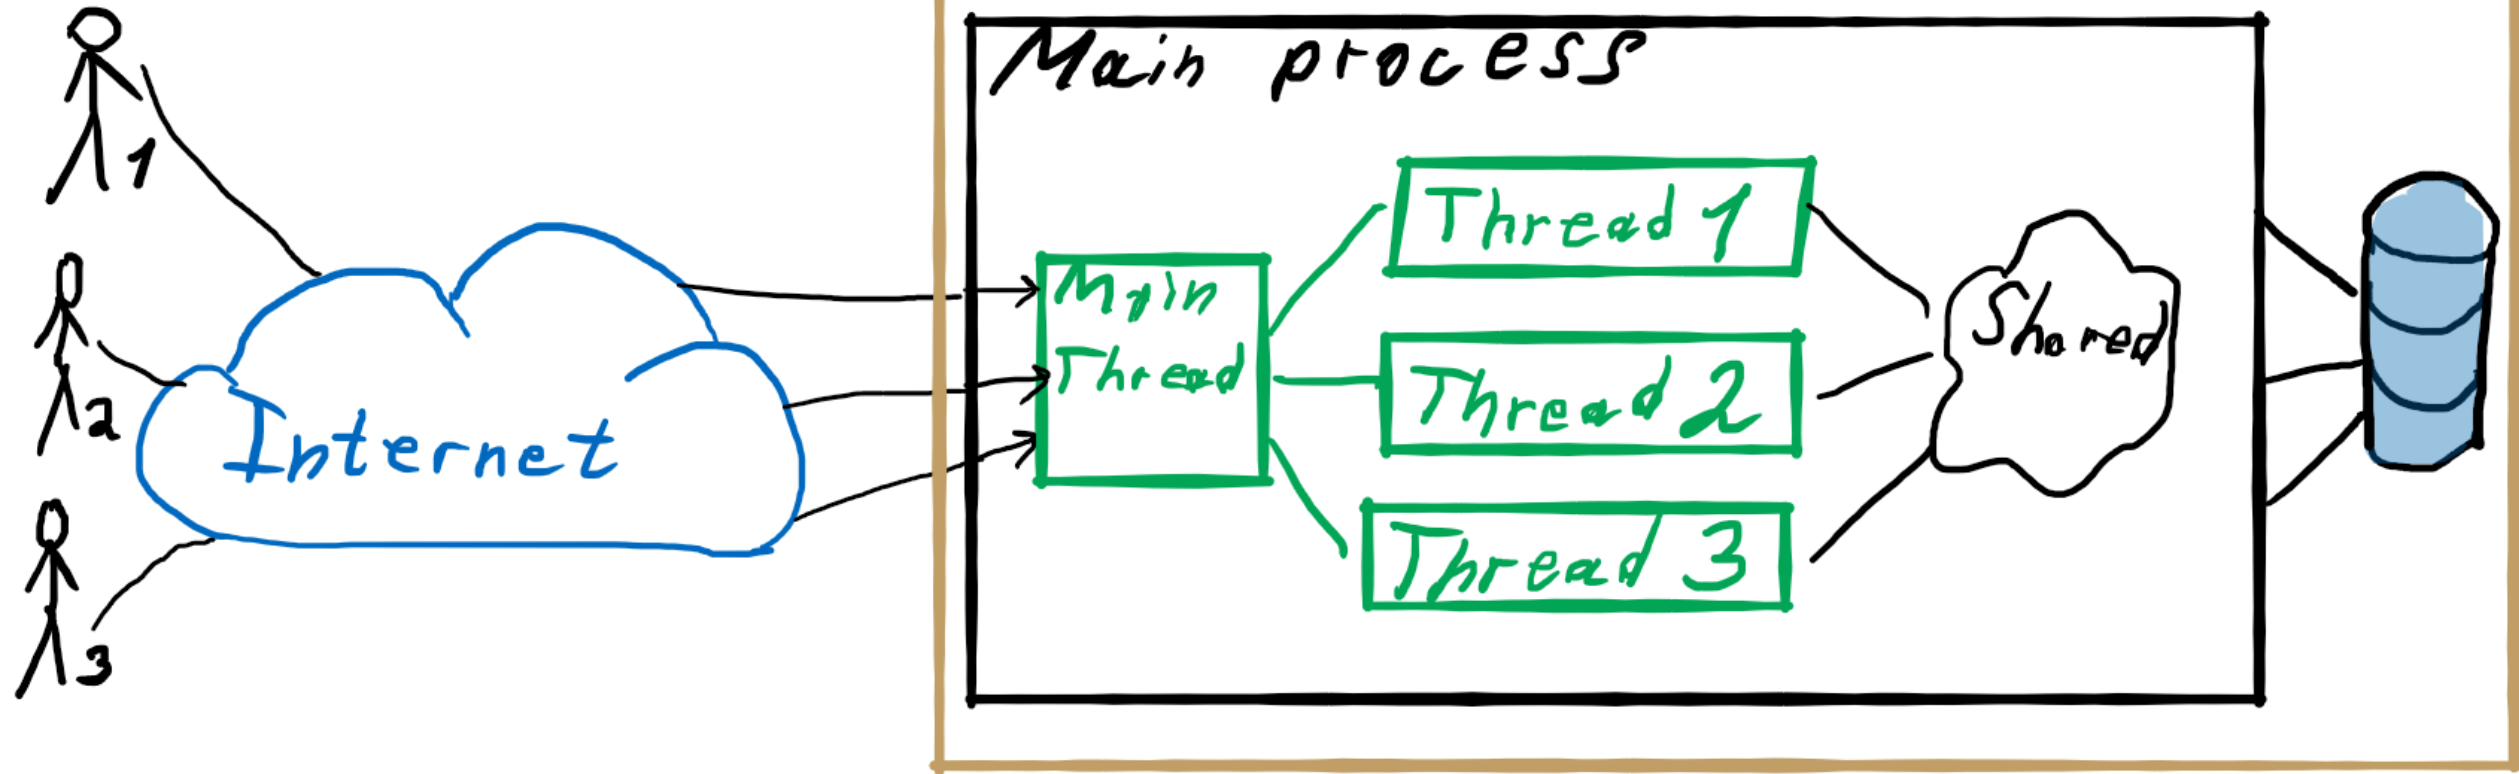 Main process
1
2
3
Internet
Main
Thread
Thread 1
Thread 2
Thread 3
Shared